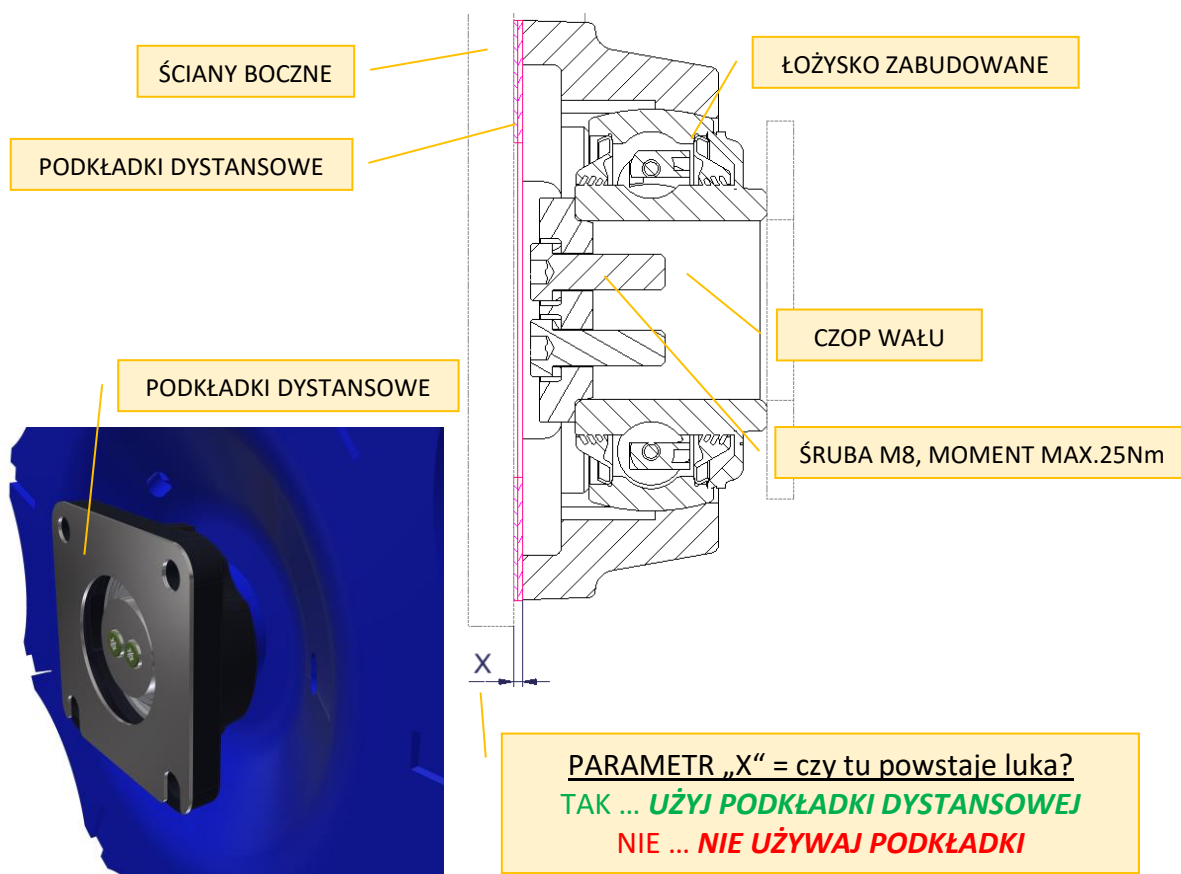 ŚCIANY BOCZNE
ŁOŻYSKO ZABUDOWANE
PODKŁADKI DYSTANSOWE
CZOP WAŁU
PODKŁADKI DYSTANSOWE
ŚRUBA M8, MOMENT MAX.25Nm
X
PARAMETR „X“ = czy tu powstaje luka?
TAK ... UŻYJ PODKŁADKI DYSTANSOWEJ
NIE ... NIE UŻYWAJ PODKŁADKI